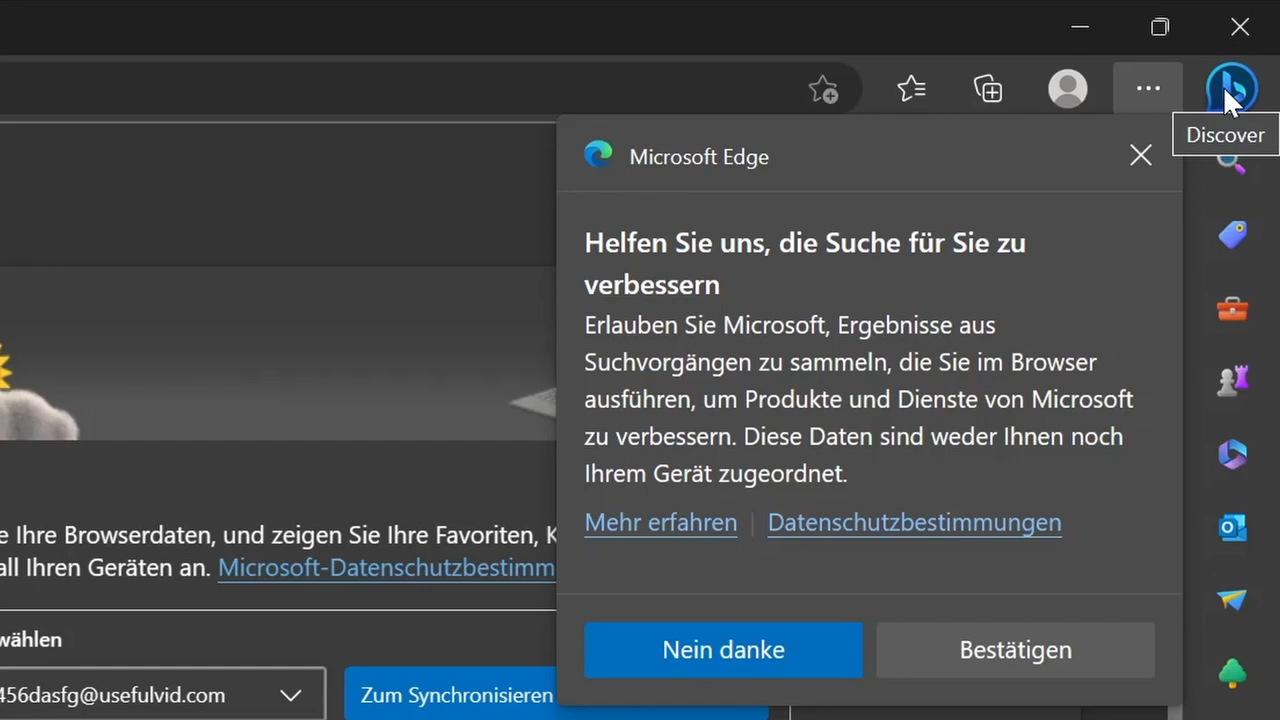 Discover
Microsoft Edge
Helfen Sie uns, die Suche für Sie zu
verbessern
Erlauben Sie Microsoft, Ergebnisse aus
Suchvorgängen zu sammeln, die Sie im Browser
ausführen, um Produkte und Dienste von Microsoft
zu verbessern. Diese Daten sind weder Ihnen noch
Ihrem Gerät zugeordnet.
Mehr erfahren | Datenschutzbestimmungen
Nein danke Bestätigen
e Ihre Browserdaten, und zeigen Sie Ihre Favoriten, K
all Ihren Geräten an. Microsoft-Datenschutzbestimm
wählen
456dasfg@usefulvid.com
Zum Synchronisieren